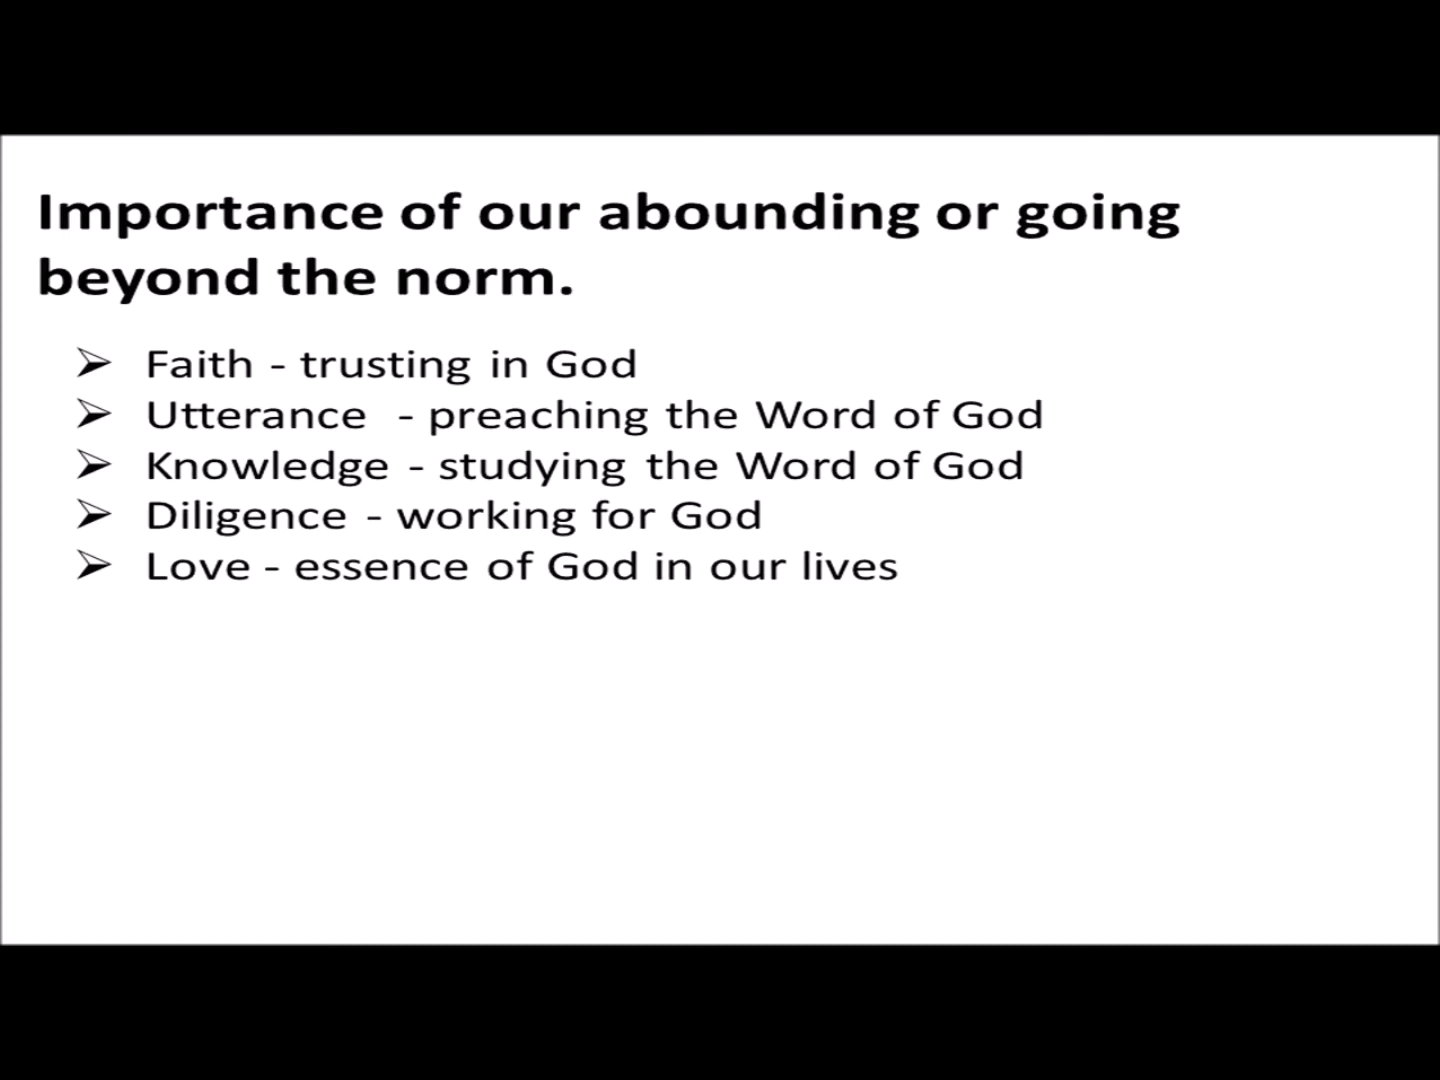 Importance of our abounding or going
beyond the norm.
➢ Faith - trusting in God
➢ Utterance  - preaching the Word of God
➢ Knowledge - studying the Word of God
➢ Diligence - working for God
➢ Love - essence of God in our lives